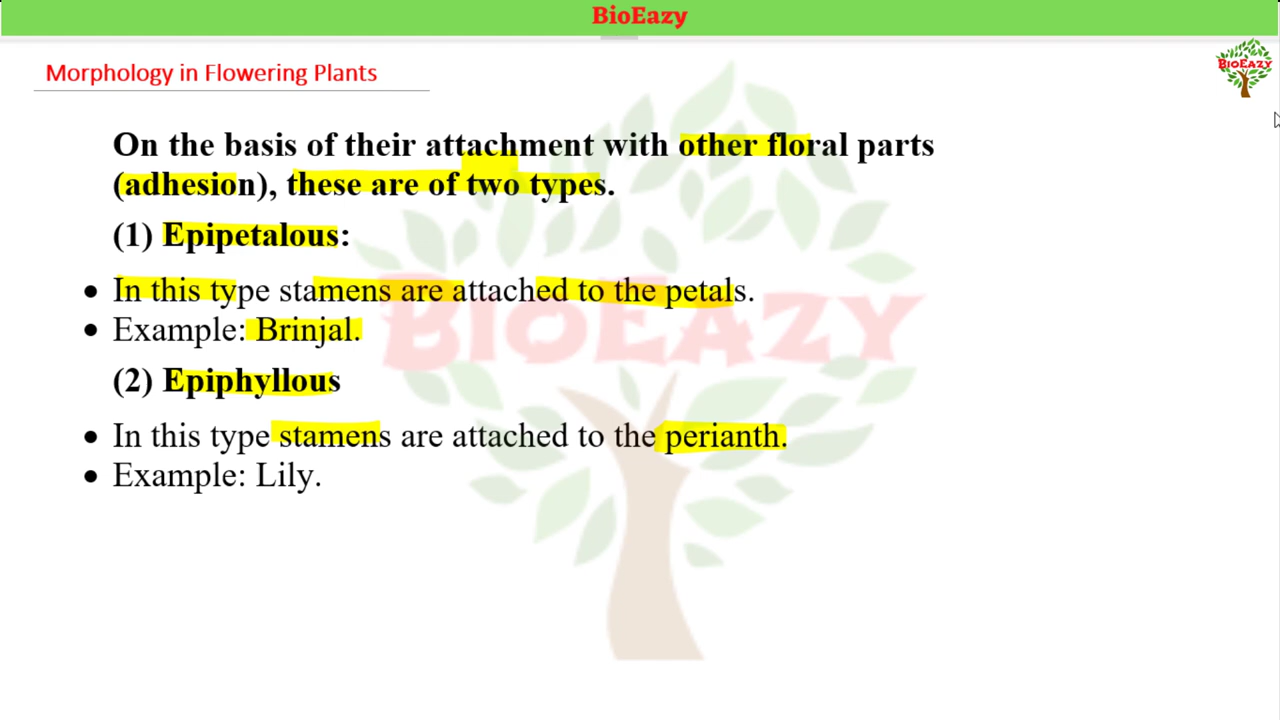 BioEazy
Morphology in Flowering Plants
BIOEAZY
On the basis of their attachment with other floral parts
(adhesion), these are of two types.
(1) Epipetalous:
• In this type stamens are attached to the petals.
• Example: Brinjal.
(2) Epiphyllous
• In this type stamens are attached to the perianth.
• Example: Lily.
BIOEAZY